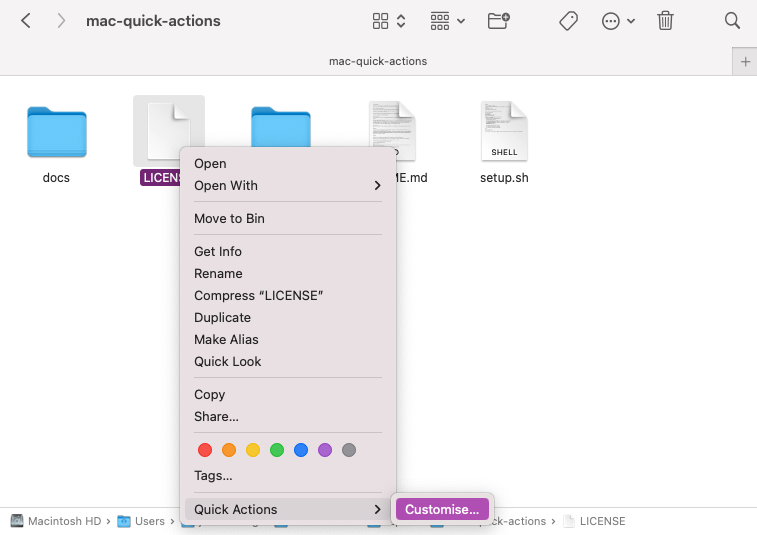 mac-quick-actions
mac-quick-actions
+
SHELL
docs
LICENS
ME.md
setup.sh
Open
Open With
Move to Bin
Get Info
Rename
Compress “LICENSE”
Duplicate
Make Alias
Quick Look
Copy
Share...
Tags...
Quick Actions
Customise...
Macintosh HD › Users › ck-actions › LICENSE